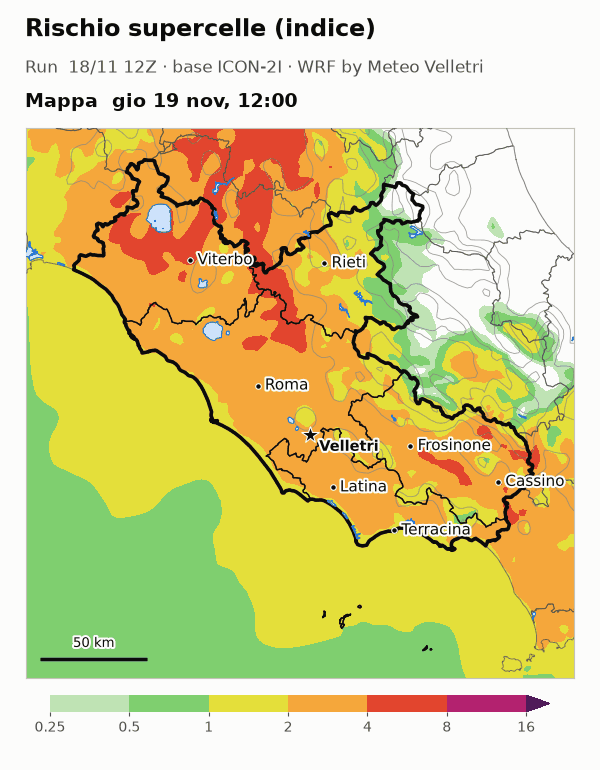 Rischio supercelle (indice)
Run  18/11 12Z · base ICON-2I · WRF by Meteo Velletri
Mappa  gio 19 nov, 12:00
Viterbo
Rieti
Roma
Velletri
Frosinone
Latina
Cassino
Terracina
50 km
0.25 0.5 1 2 4 8 16